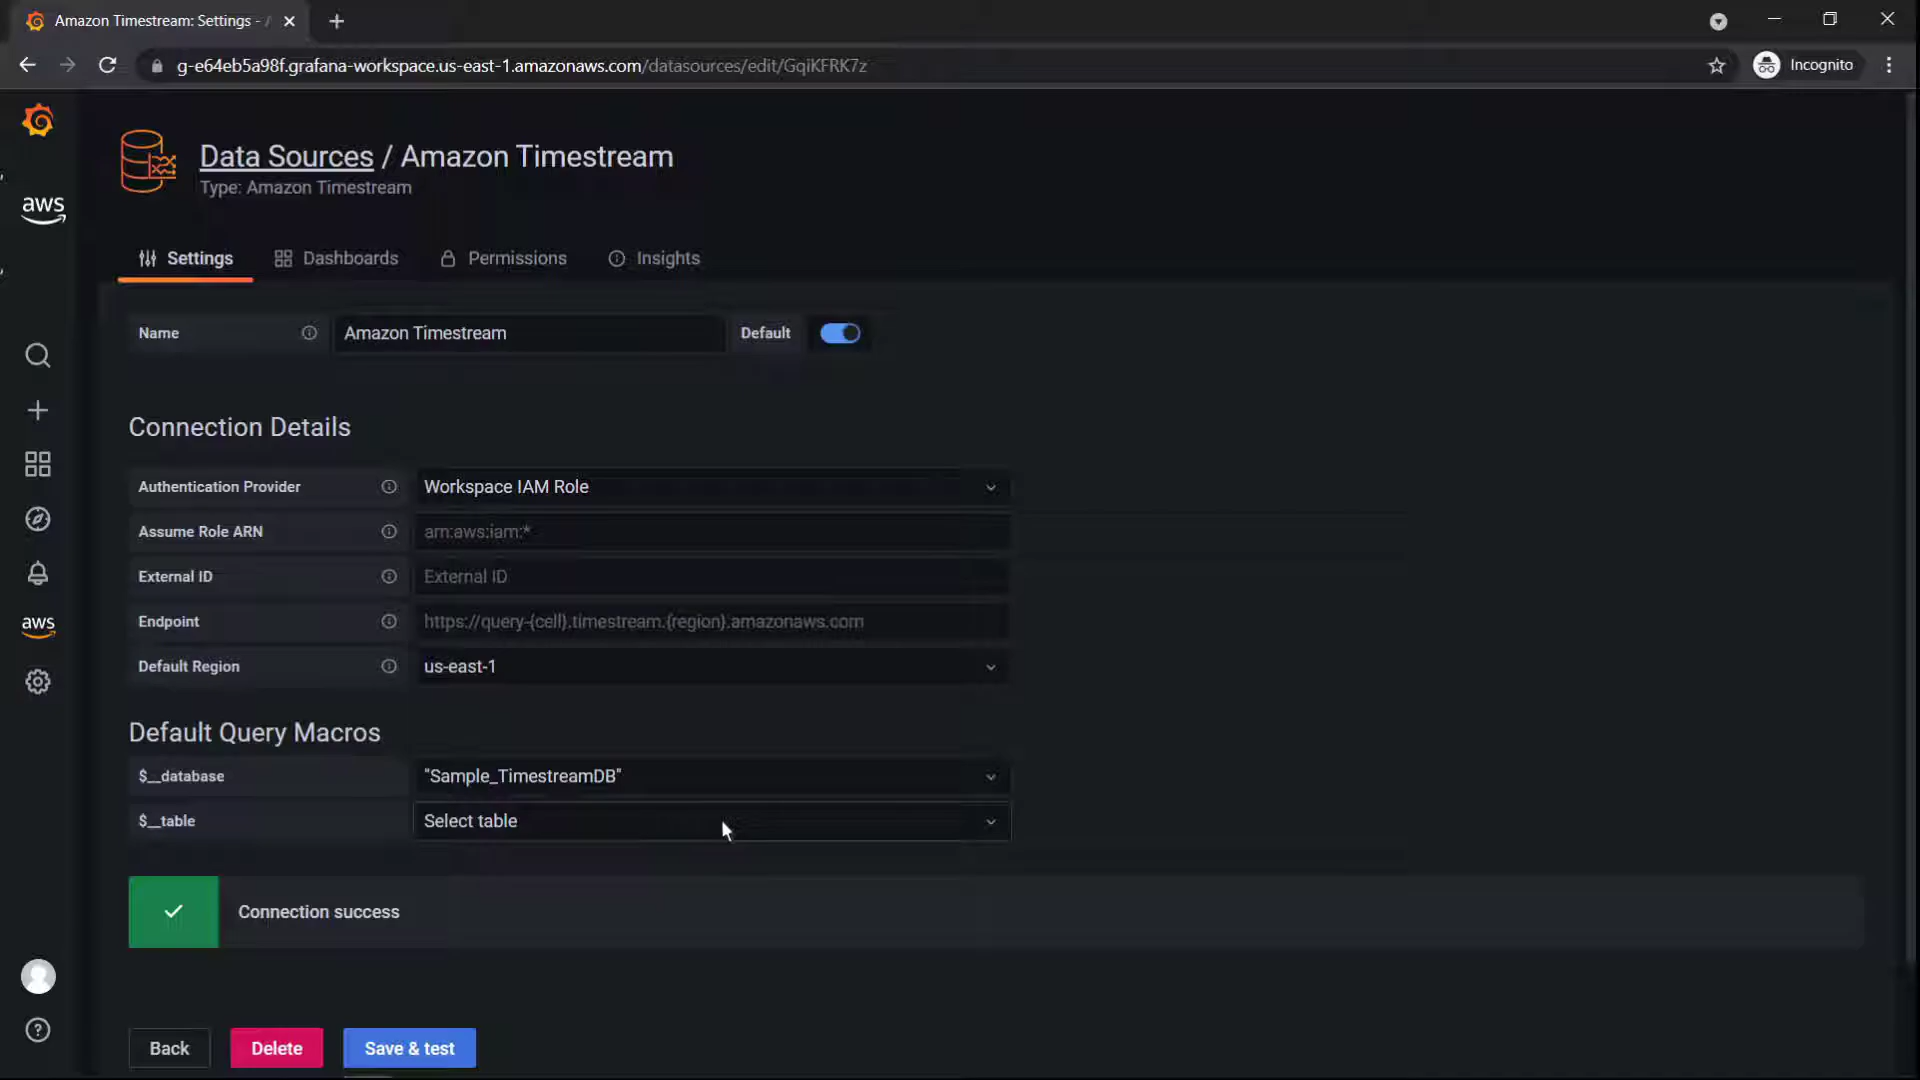 Amazon Timestream: Settings - /
g-e64eb5a98f.grafana-workspace.us-east-1.amazonaws.com/datasources/edit/GqiKFRK7z
Incognito
aws
Data Sources / Amazon Timestream
Type: Amazon Timestream
Settings
Dashboards
Permissions
Insights
Name
Amazon Timestream
Default
Connection Details
Authentication Provider
Workspace IAM Role
Assume Role ARN
arn:aws:iam:*
External ID
External ID
Endpoint
https://query-{cell}.timestream.{region}.amazonaws.com
aws
Default Region
us-east-1
Default Query Macros
$__database
"Sample_TimestreamDB"
$__table
Select table
Connection success
Back
Delete
Save & test